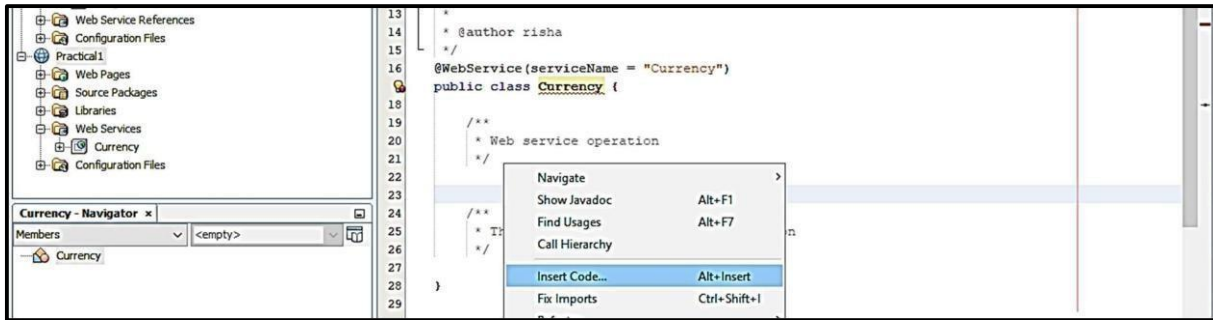 Web Service References
Configuration Files
Practical1
Web Pages
Source Packages
Libraries
Web Services
Currency
Configuration Files
Currency - Navigator ×
Members <empty>
Currency
13 *
14 * @author risha
15 */
16 @WebService(serviceName = "Currency")
public class Currency {
18
19 /**
20 * Web service operation
21 */
22
23
24 /**
25 * Th n
26 */
27
28 }
29
Navigate >
Show Javadoc Alt+F1
Find Usages Alt+F7
Call Hierarchy
Insert Code... Alt+Insert
Fix Imports Ctrl+Shift+I